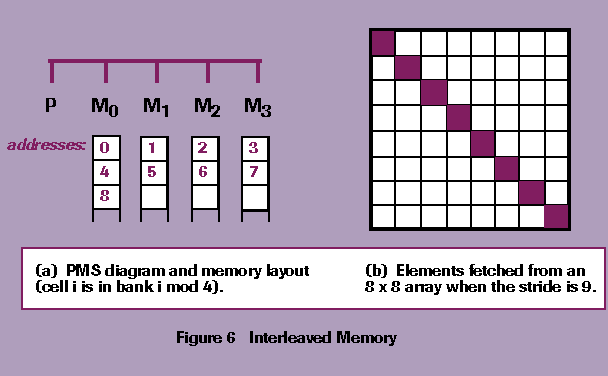 P M0 M1 M2 M3
addresses:
0 1 2 3
4 5 6 7
8
(a) PMS diagram and memory layout
(cell i is in bank i mod 4).
(b) Elements fetched from an
8 x 8 array when the stride is 9.
Figure 6 Interleaved Memory